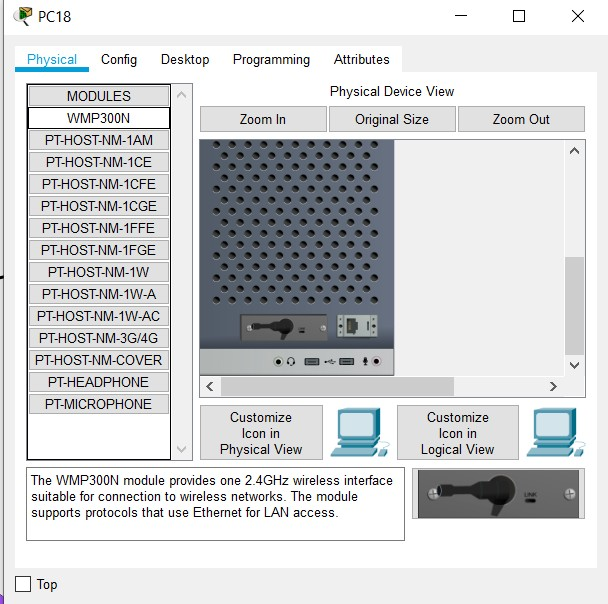 PC18
Physical
Config
Desktop
Programming
Attributes
MODULES
WMP300N
PT-HOST-NM-1AM
PT-HOST-NM-1CE
PT-HOST-NM-1CFE
PT-HOST-NM-1CGE
PT-HOST-NM-1FFE
PT-HOST-NM-1FGE
PT-HOST-NM-1W
PT-HOST-NM-1W-A
PT-HOST-NM-1W-AC
PT-HOST-NM-3G/4G
PT-HOST-NM-COVER
PT-HEADPHONE
PT-MICROPHONE
Physical Device View
Zoom In
Original Size
Zoom Out
Customize
Icon in
Physical View
Customize
Icon in
Logical View
The WMP300N module provides one 2.4GHz wireless interface
suitable for connection to wireless networks. The module
supports protocols that use Ethernet for LAN access.
LINK
Top